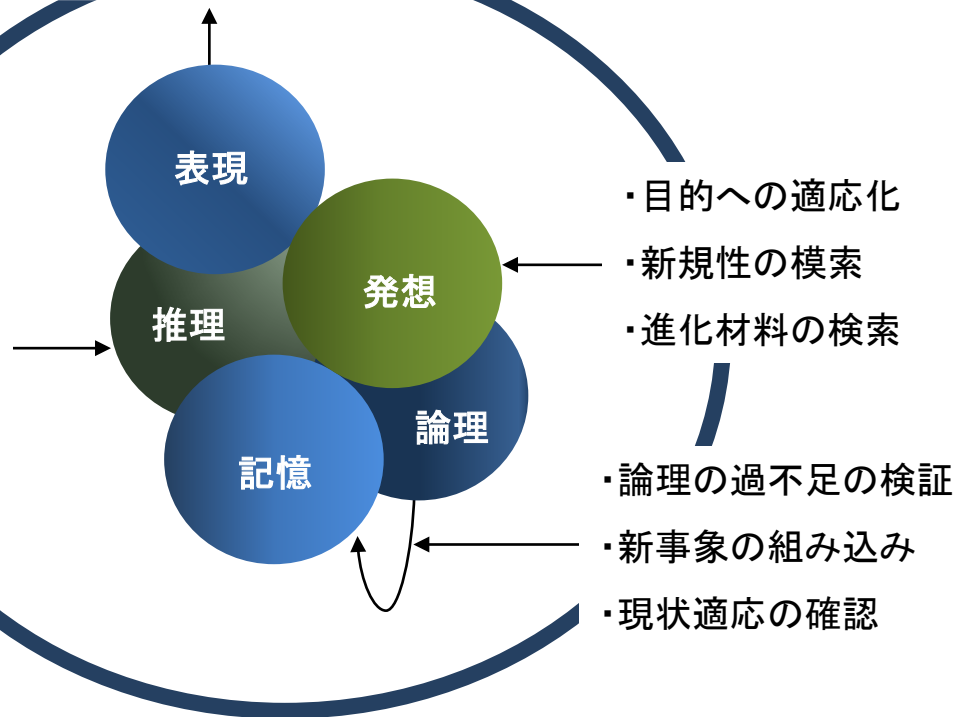 表現
発想
推理
論理
記憶
・目的への適応化
・新規性の模索
・進化材料の検索
・論理の過不足の検証
・新事象の組み込み
・現状適応の確認